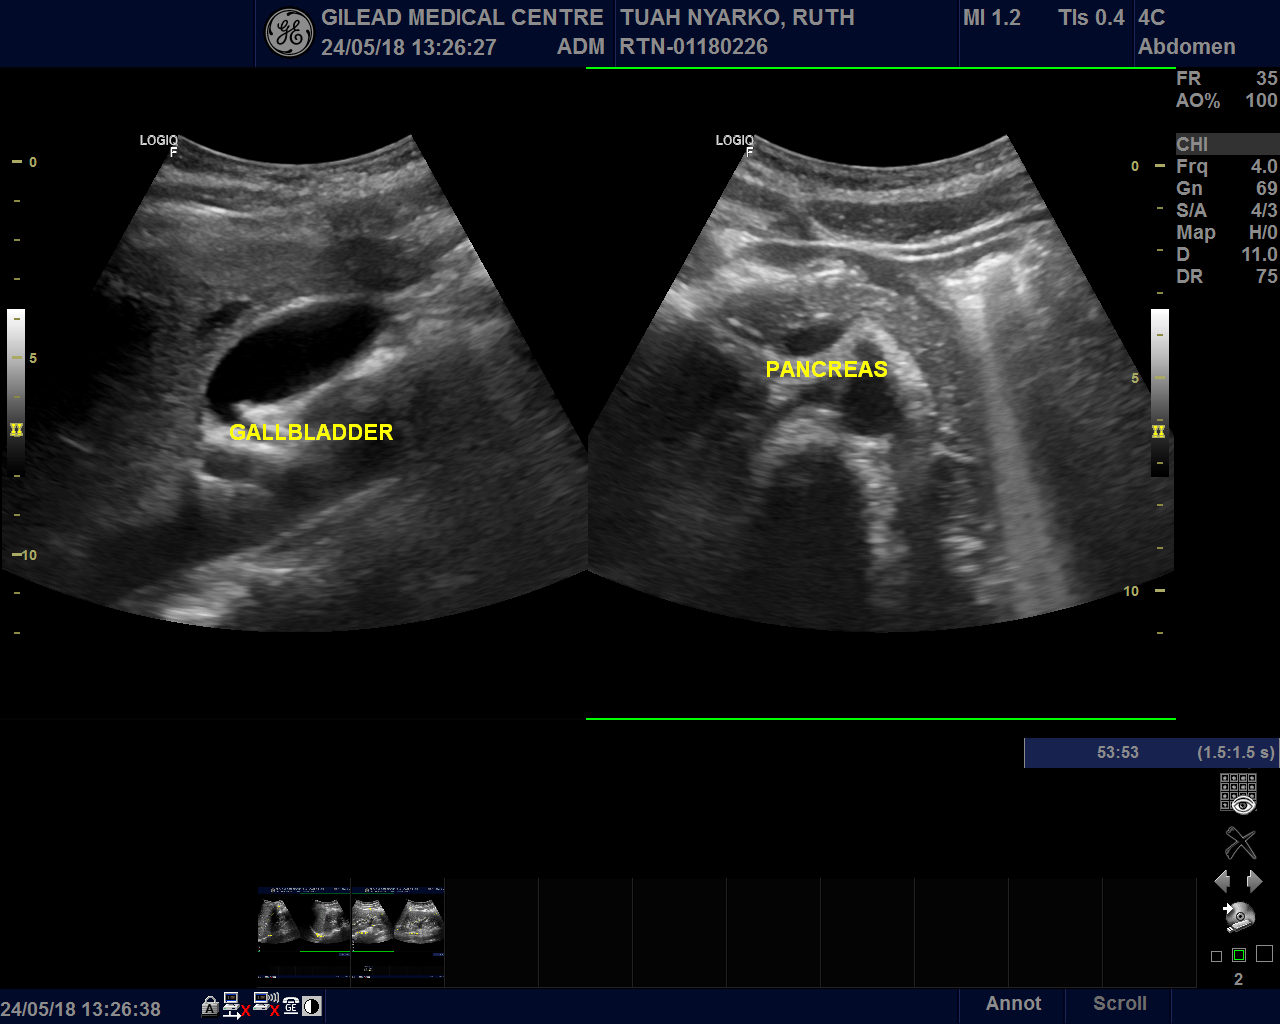 GILEAD MEDICAL CENTRE
24/05/18 13:26:27 ADM
TUAH NYARKO, RUTH
RTN-01180226
MI 1.2 TIs 0.4
4C
Abdomen
FR 35
AO% 100
CHI
Frq 4.0
Gn 69
S/A 4/3
Map H/0
D 11.0
DR 75
LOGIQ
F
0
5
10
GALLBLADDER
LOGIQ
F
0
5
10
PANCREAS
53:53 (1.5:1.5 s)
2
24/05/18 13:26:38
A
GE
Annot
Scroll